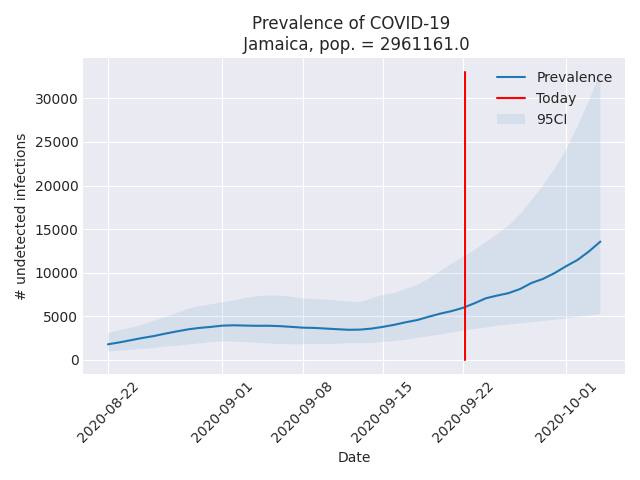 Prevalence of COVID-19
Jamaica, pop. = 2961161.0
Prevalence
Today
95CI
# undetected infections
30000
25000
20000
15000
10000
5000
0
2020-08-22
2020-09-01
2020-09-08
2020-09-15
2020-09-22
2020-10-01
Date